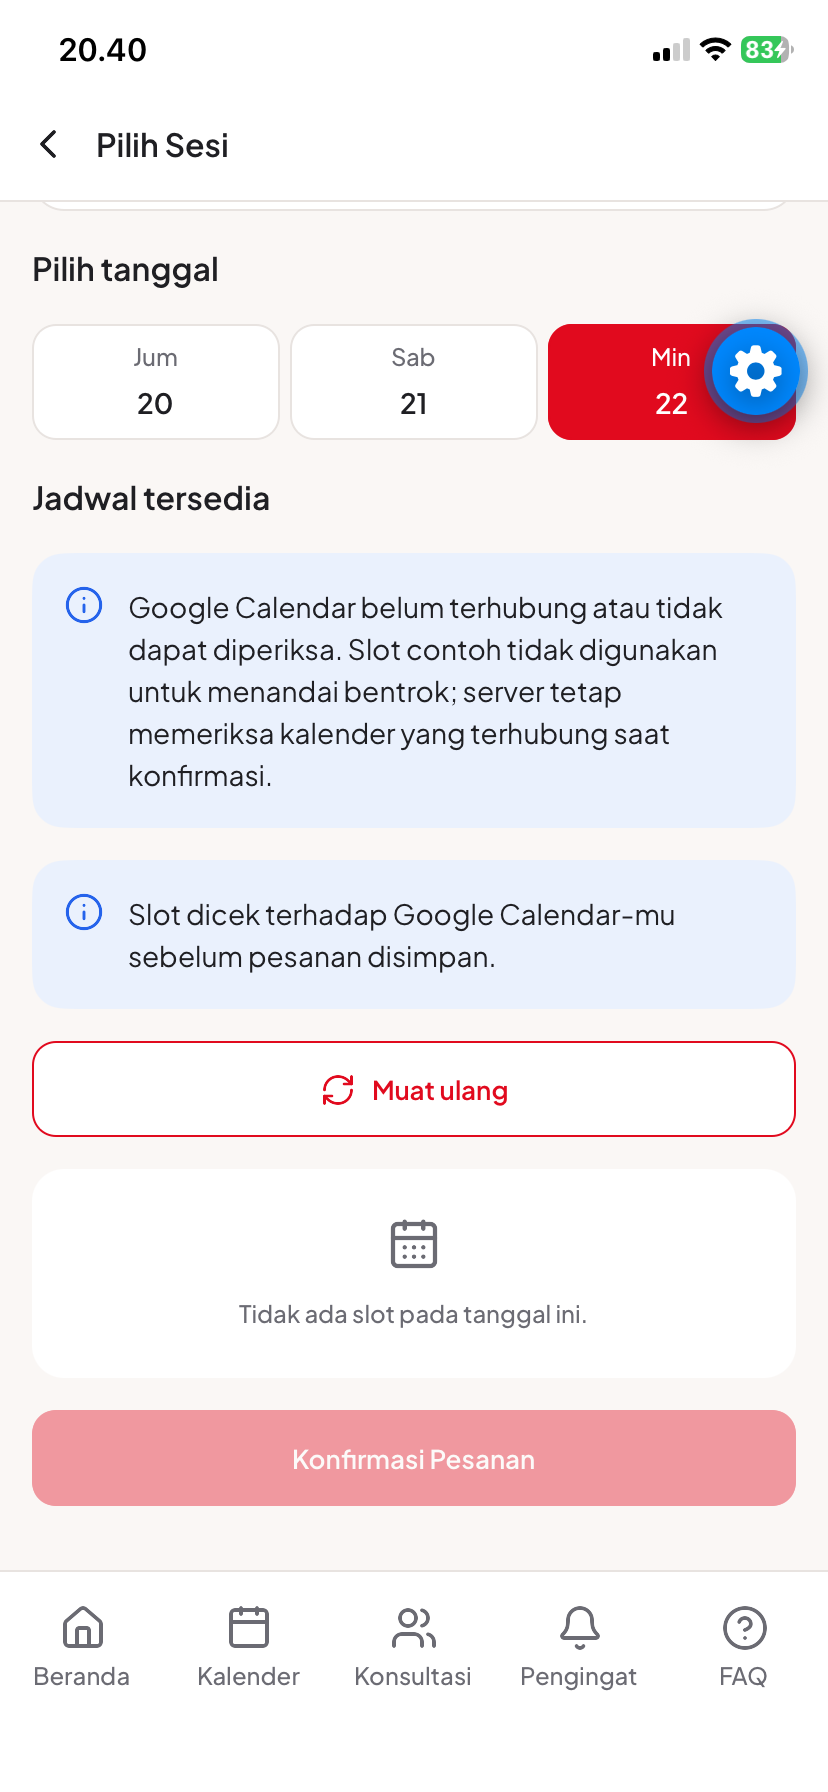 20.40
83
Pilih Sesi
Pilih tanggal
Jum
20
Sab
21
Min
22
Jadwal tersedia
Google Calendar belum terhubung atau tidak
dapat diperiksa. Slot contoh tidak digunakan
untuk menandai bentrok; server tetap
memeriksa kalender yang terhubung saat
konfirmasi.
Slot dicek terhadap Google Calendar-mu
sebelum pesanan disimpan.
Muat ulang
Tidak ada slot pada tanggal ini.
Konfirmasi Pesanan
Beranda
Kalender
Konsultasi
Pengingat
FAQ